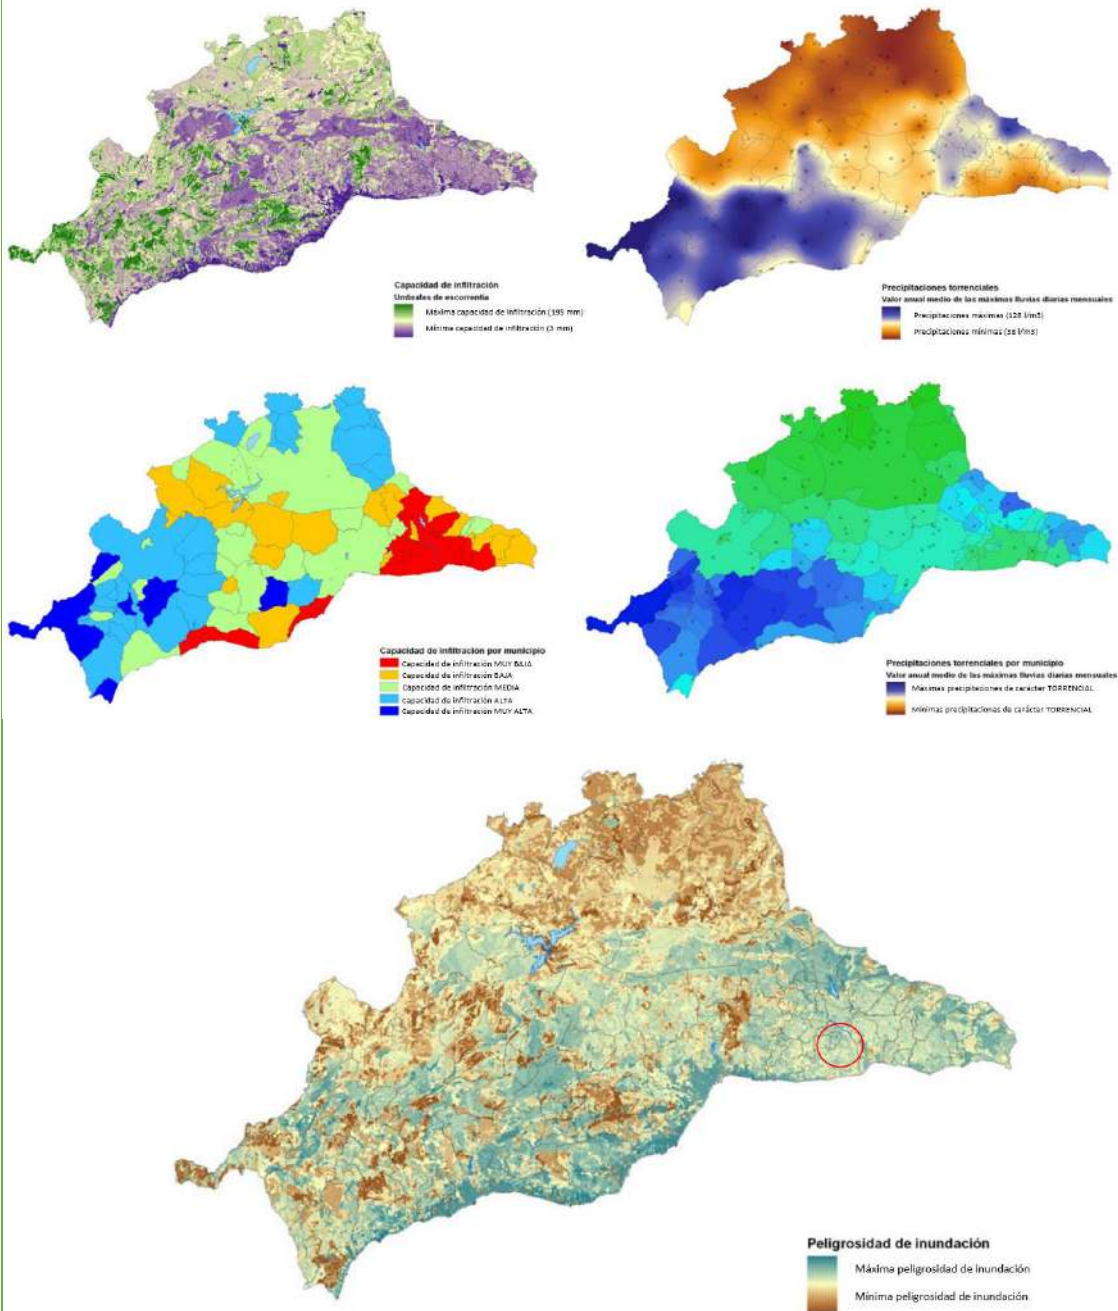 Capacidad de infiltración
Umbrales de escorrentía
Máxima capacidad de infiltración (195 mm)
Mínima capacidad de infiltración (3 mm)
Precipitaciones torrenciales
Valor anual medio de las máximas lluvias diarias mensuales
Precipitaciones máximas (128 l/m3)
Precipitaciones mínimas (38 l/m3)
Capacidad de infiltración por municipio
Capacidad de infiltración MUY BAJA
Capacidad de infiltración BAJA
Capacidad de infiltración MEDIA
Capacidad de infiltración ALTA
Capacidad de infiltración MUY ALTA
Precipitaciones torrenciales por municipio
Valor anual medio de las máximas lluvias diarias mensuales
Máximas precipitaciones de carácter TORRENCIAL
Mínimas precipitaciones de carácter TORRENCIAL
Peligrosidad de inundación
Máxima peligrosidad de inundación
Mínima peligrosidad de inundación